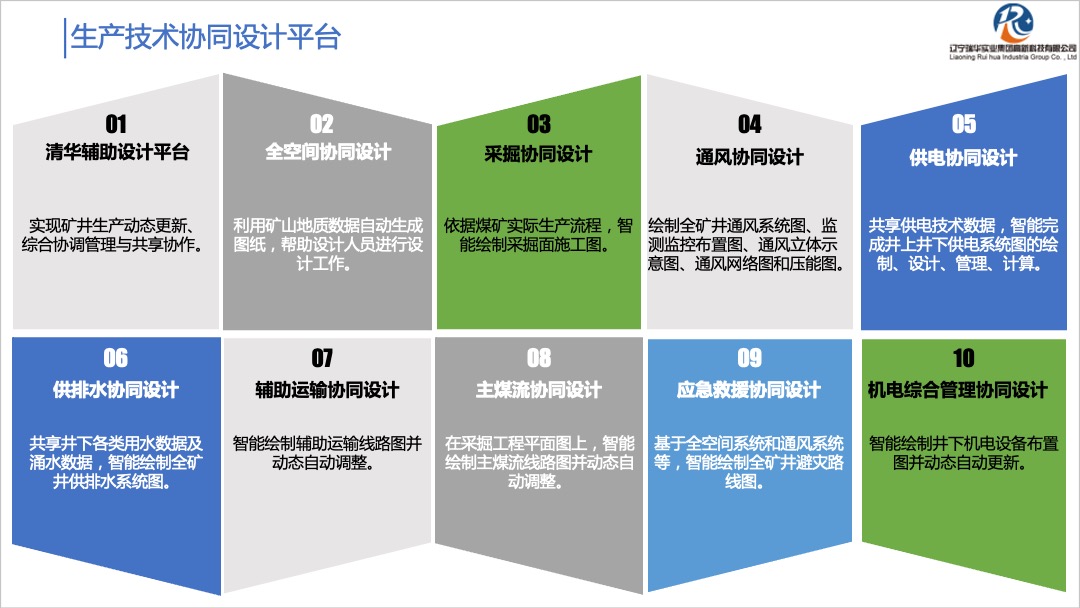 生产技术协同设计平台
辽宁瑞华实业集团高新科技有限公司
Liaoning Rui hua Industria Group Co. , Ltd
01
清华辅助设计平台
实现矿井生产动态更新、
综合协调管理与共享协作。
02
全空间协同设计
利用矿山地质数据自动生成
图纸，帮助设计人员进行设
计工作。
03
采掘协同设计
依据煤矿实际生产流程，智
能绘制采掘面施工图。
04
通风协同设计
绘制全矿井通风系统图、监
测监控布置图、通风立体示
意图、通风网络图和压能图。
05
供电协同设计
共享供电技术数据，智能完
成井上井下供电系统图的绘
制、设计、管理、计算。
06
供排水协同设计
共享井下各类用水数据及
涌水数据，智能绘制全矿
井供排水系统图。
07
辅助运输协同设计
智能绘制辅助运输线路图并
动态自动调整。
08
主煤流协同设计
在采掘工程平面图上，智能
绘制主煤流线路图并动态自
动调整。
09
应急救援协同设计
基于全空间系统和通风系统
等，智能绘制全矿井避灾路
线图。
10
机电综合管理协同设计
智能绘制井下机电设备布置
图并动态自动更新。